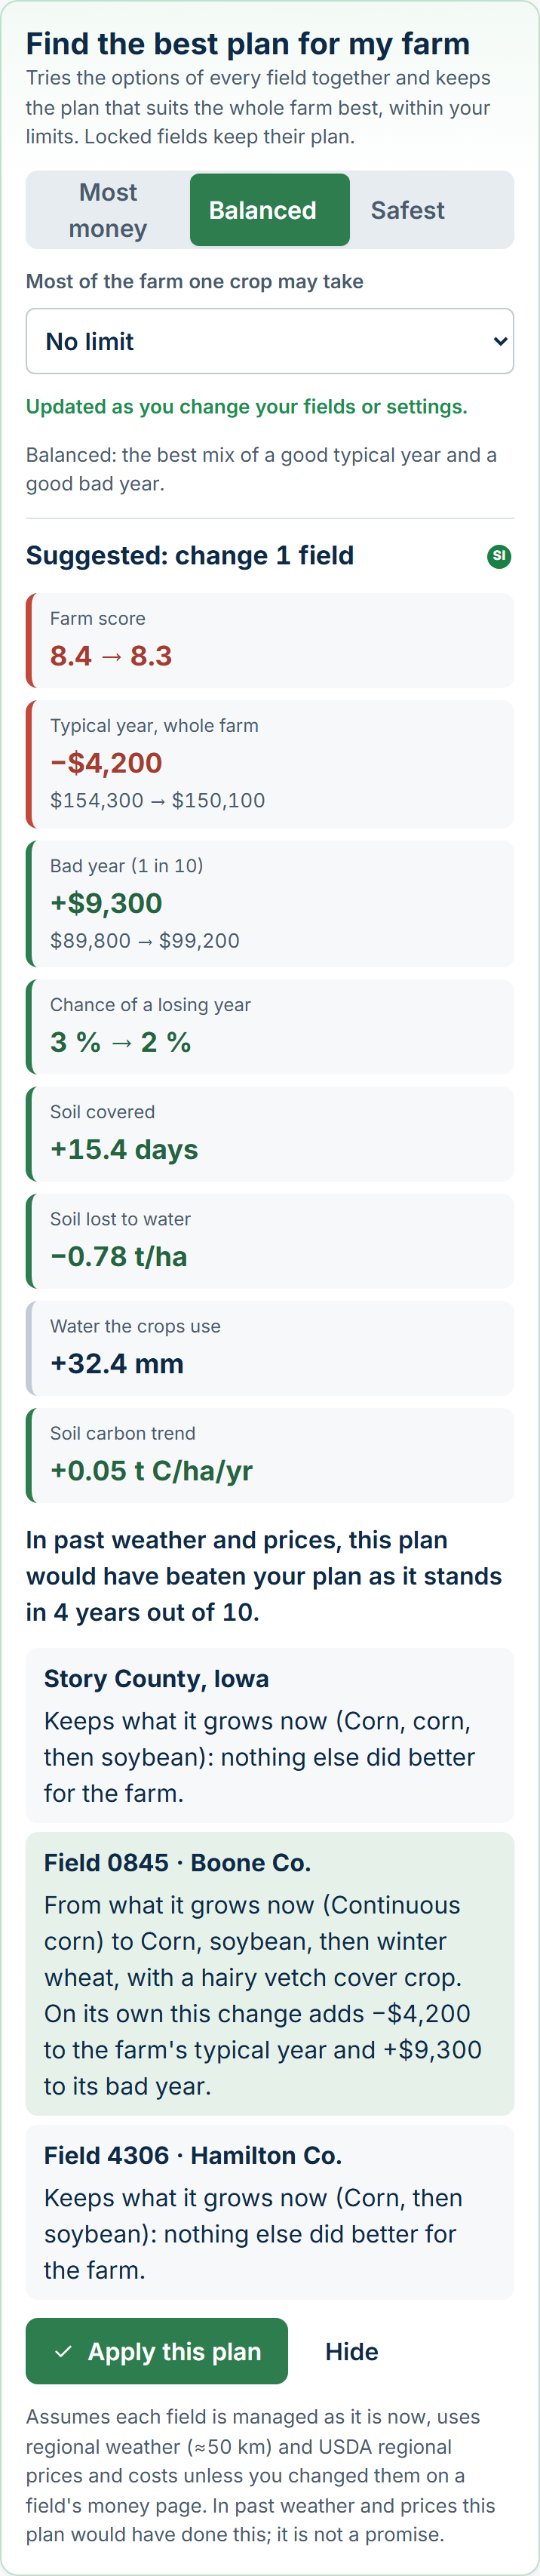 Find the best plan for my farm
Tries the options of every field together and keeps
the plan that suits the whole farm best, within your
limits. Locked fields keep their plan.
Most
money
Balanced
Safest
Most of the farm one crop may take
No limit
Updated as you change your fields or settings.
Balanced: the best mix of a good typical year and a
good bad year.
Suggested: change 1 field
SI
Farm score
8.4 → 8.3
Typical year, whole farm
−$4,200
$154,300 → $150,100
Bad year (1 in 10)
+$9,300
$89,800 → $99,200
Chance of a losing year
3 % → 2 %
Soil covered
+15.4 days
Soil lost to water
−0.78 t/ha
Water the crops use
+32.4 mm
Soil carbon trend
+0.05 t C/ha/yr
In past weather and prices, this plan
would have beaten your plan as it stands
in 4 years out of 10.
Story County, Iowa
Keeps what it grows now (Corn, corn,
then soybean): nothing else did better
for the farm.
Field 0845 · Boone Co.
From what it grows now (Continuous
corn) to Corn, soybean, then winter
wheat, with a hairy vetch cover crop.
On its own this change adds −$4,200
to the farm's typical year and +$9,300
to its bad year.
Field 4306 · Hamilton Co.
Keeps what it grows now (Corn, then
soybean): nothing else did better for
the farm.
✓ Apply this plan
Hide
Assumes each field is managed as it is now, uses
regional weather (≈50 km) and USDA regional
prices and costs unless you changed them on a
field's money page. In past weather and prices this
plan would have done this; it is not a promise.